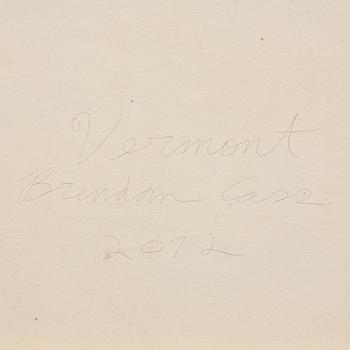 Vermont
Brendan Cass
2012